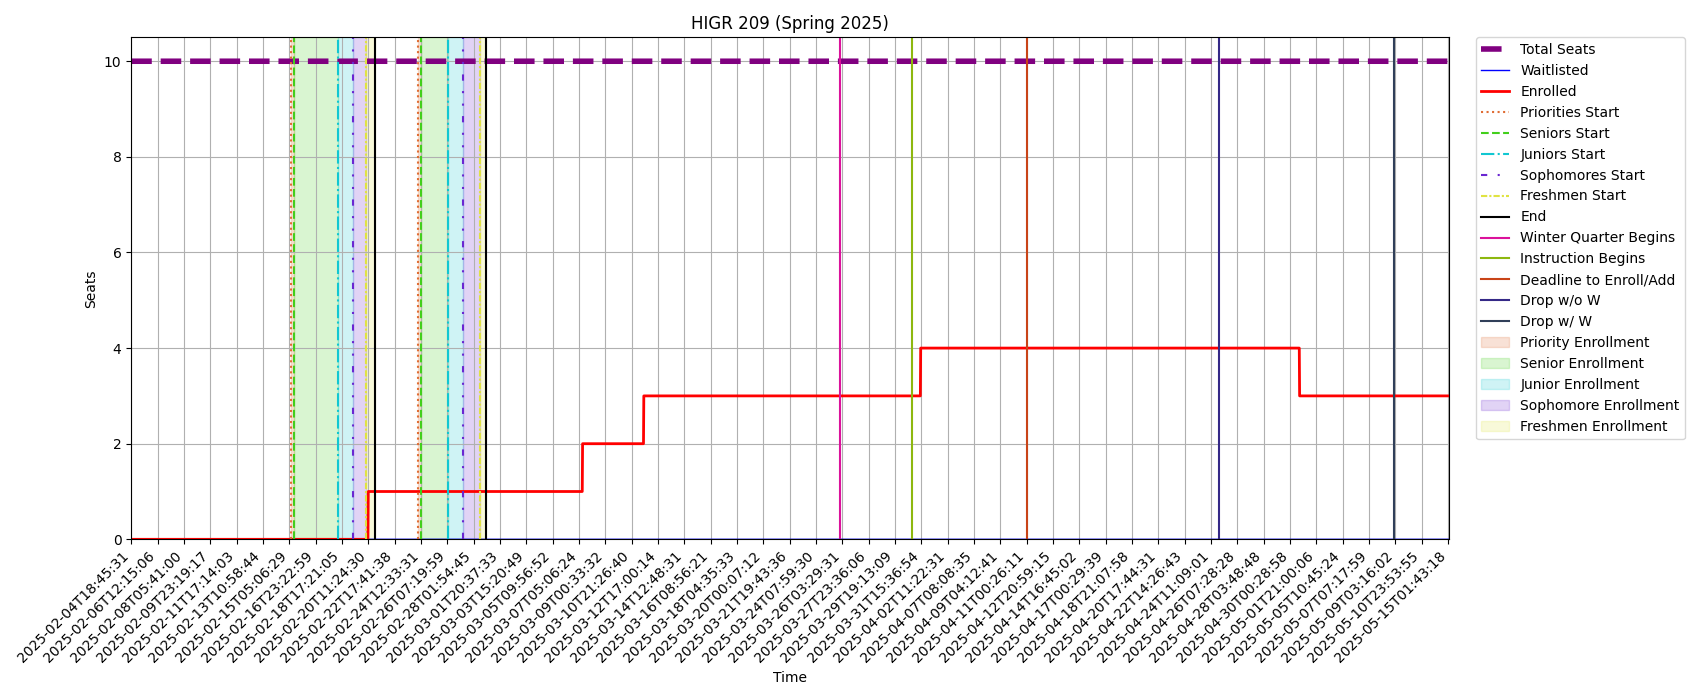 HIGR 209 (Spring 2025)
Seats
10
8
6
4
2
0
2025-02-04T18:45:31
2025-02-06T12:15:06
2025-02-08T05:41:00
2025-02-09T23:19:17
2025-02-11T17:14:03
2025-02-13T10:58:44
2025-02-15T05:06:29
2025-02-16T23:22:59
2025-02-18T17:21:05
2025-02-20T11:24:30
2025-02-22T17:41:38
2025-02-24T12:33:31
2025-02-26T07:19:59
2025-02-28T01:54:45
2025-03-01T20:37:33
2025-03-03T15:20:49
2025-03-05T09:56:52
2025-03-07T05:06:24
2025-03-09T00:33:32
2025-03-10T21:26:40
2025-03-12T17:00:14
2025-03-14T12:48:31
2025-03-16T08:56:21
2025-03-18T04:35:33
2025-03-20T00:07:12
2025-03-21T19:43:36
2025-03-24T07:59:30
2025-03-26T03:29:31
2025-03-27T23:36:06
2025-03-29T19:13:09
2025-03-31T15:36:54
2025-04-02T11:22:31
2025-04-07T08:08:35
2025-04-09T04:12:41
2025-04-11T00:26:11
2025-04-12T20:59:15
2025-04-14T16:45:02
2025-04-17T00:29:39
2025-04-18T21:07:58
2025-04-20T17:44:31
2025-04-22T14:26:43
2025-04-24T11:09:01
2025-04-26T07:28:28
2025-04-28T03:48:48
2025-04-30T00:28:58
2025-05-01T21:00:06
2025-05-05T10:45:24
2025-05-07T07:17:59
2025-05-09T03:16:02
2025-05-10T23:53:55
2025-05-15T01:43:18
Time
Total Seats
Waitlisted
Enrolled
Priorities Start
Seniors Start
Juniors Start
Sophomores Start
Freshmen Start
End
Winter Quarter Begins
Instruction Begins
Deadline to Enroll/Add
Drop w/o W
Drop w/ W
Priority Enrollment
Senior Enrollment
Junior Enrollment
Sophomore Enrollment
Freshmen Enrollment